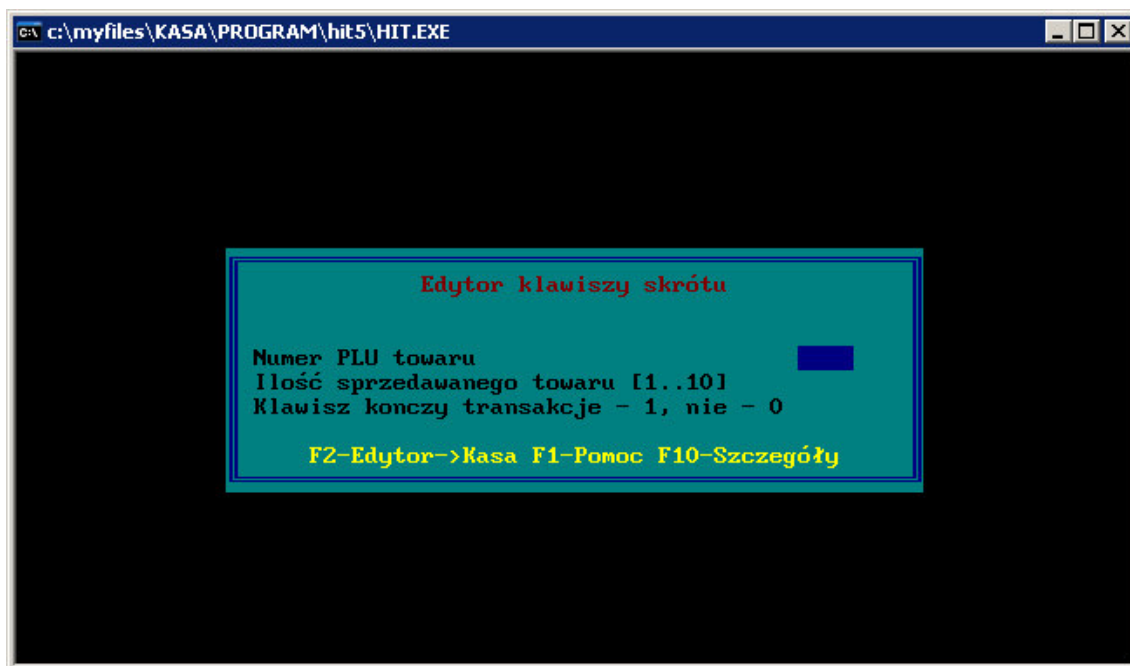 c:\myfiles\KASA\PROGRAM\hit5\HIT.EXE
Edytor klawiszy skrótu
Numer PLU towaru
Ilość sprzedawanego towaru [1..10]
Klawisz konczy transakcje - 1, nie - 0
F2-Edytor->Kasa F1-Pomoc F10-Szczegóły